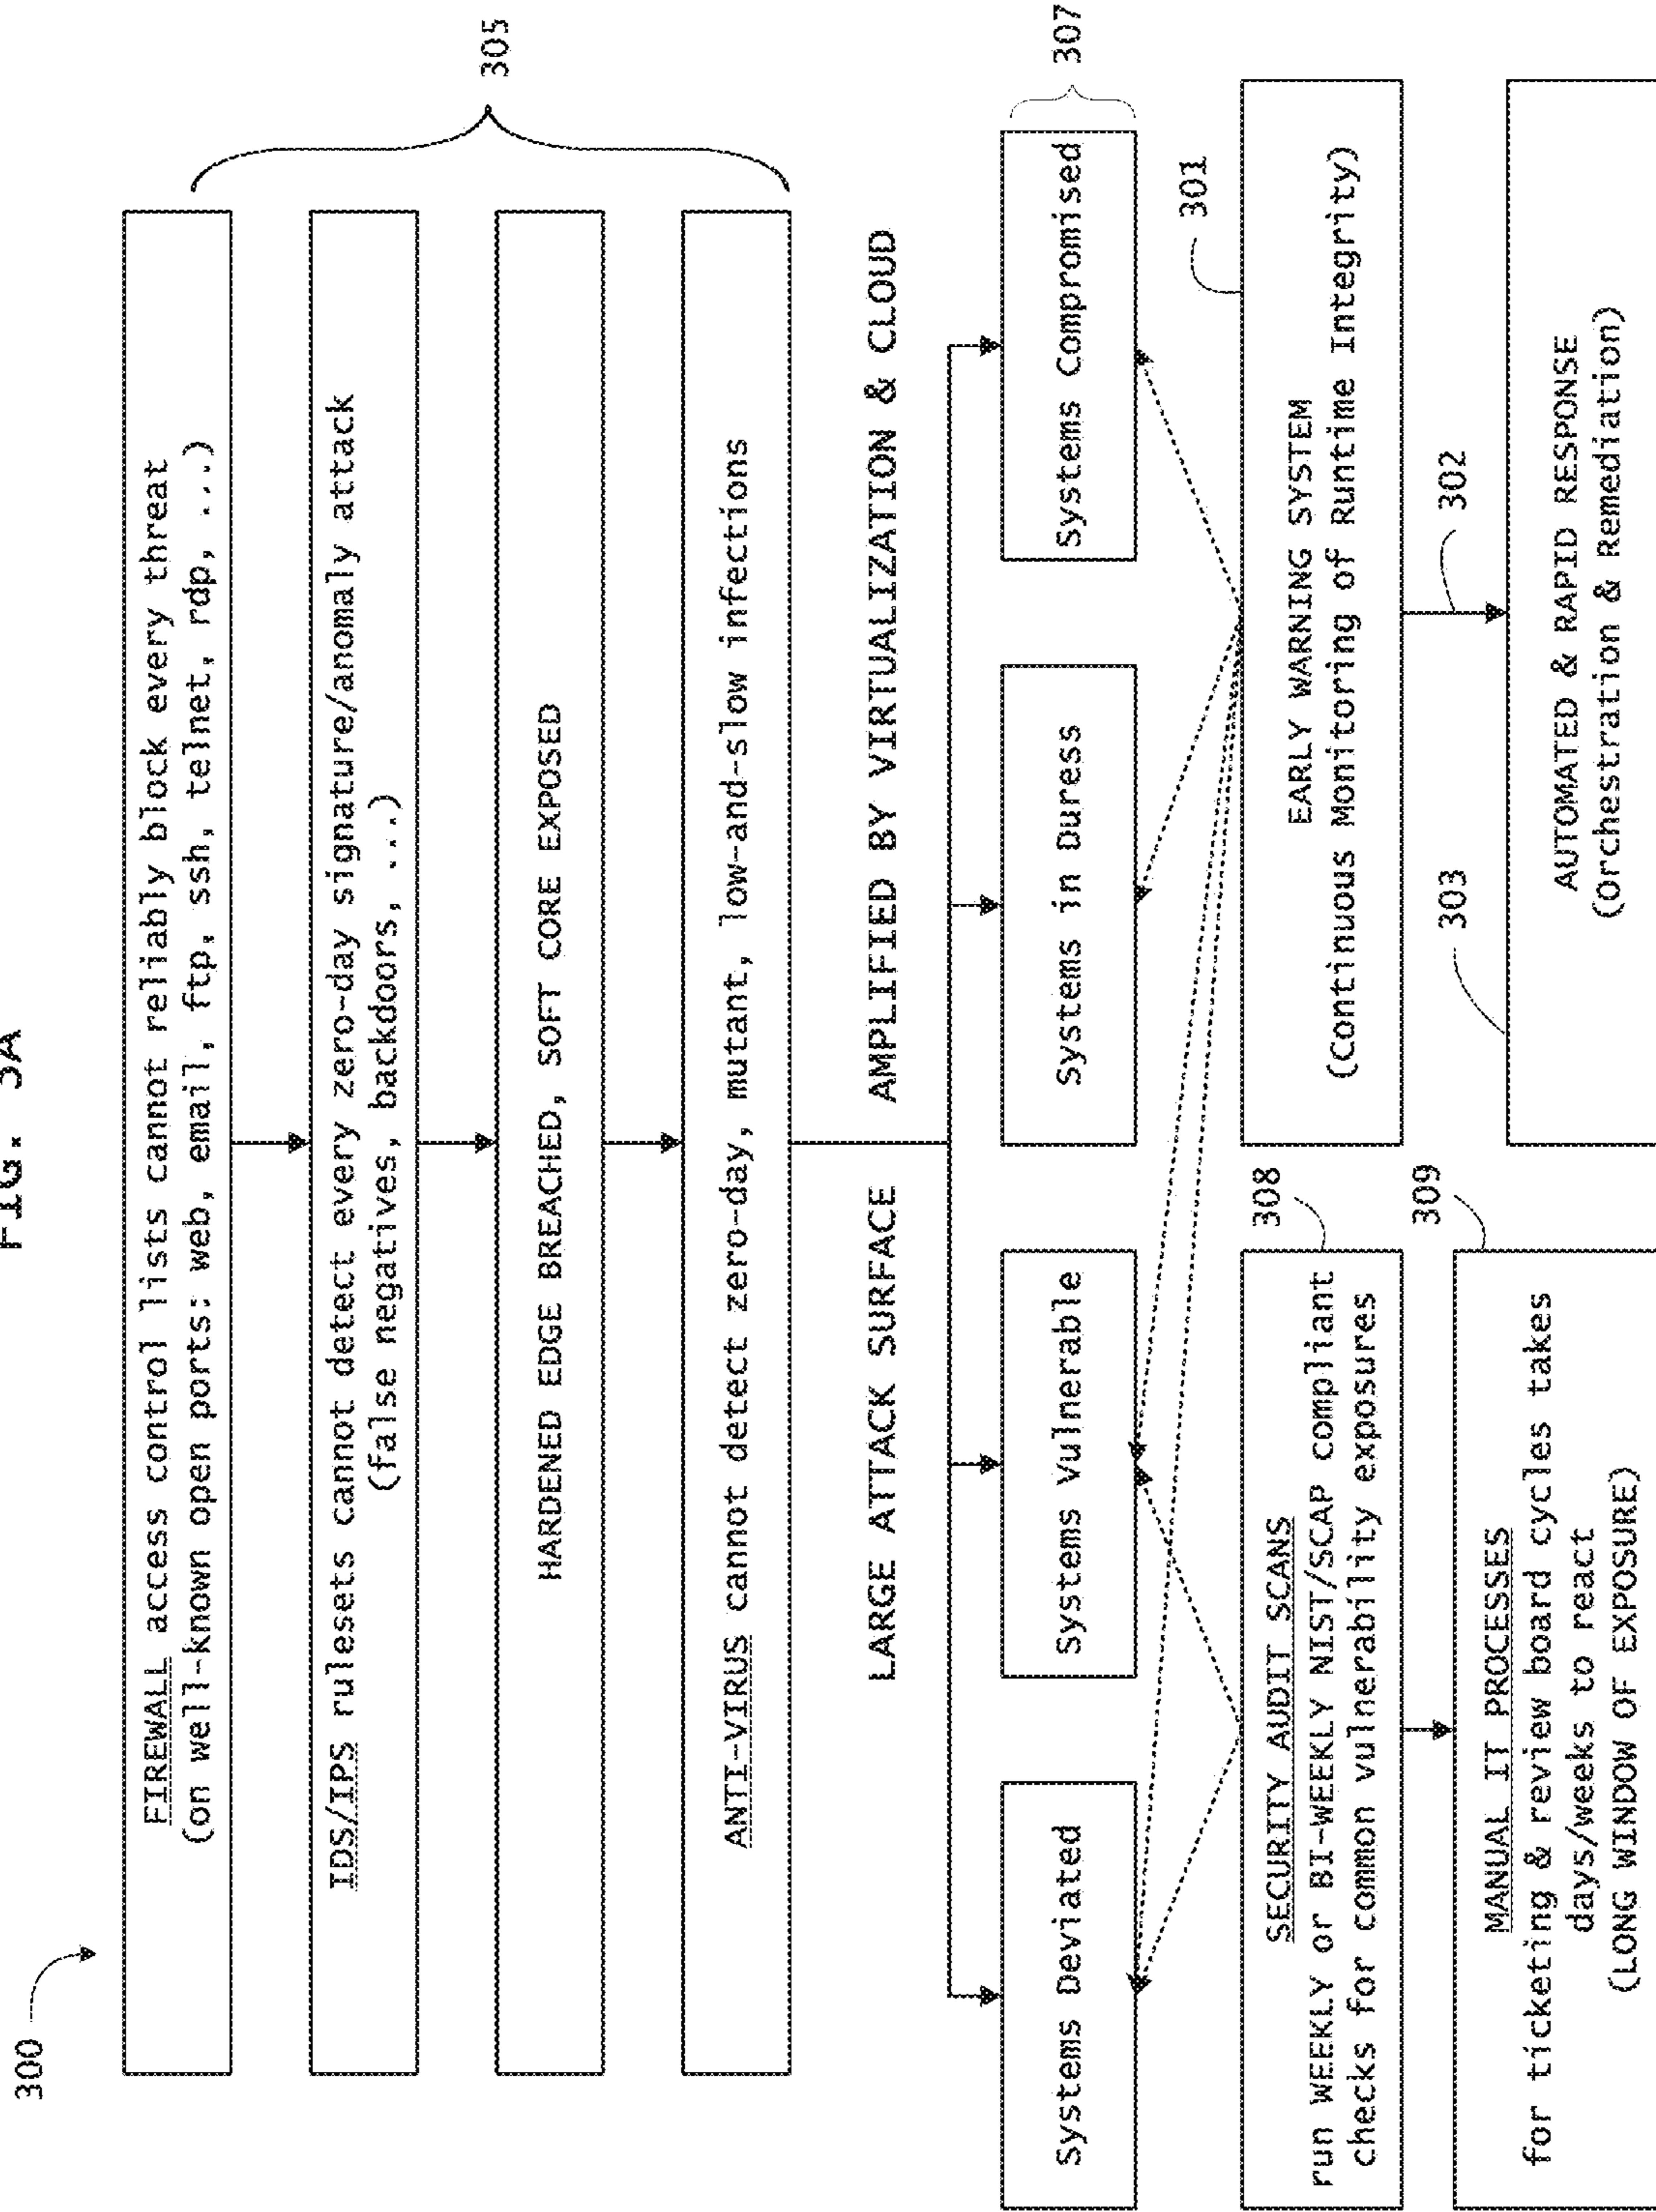 FIG. 3A
300
FIREWALL access control lists cannot reliably block every threat
(on well-known open ports: web, email, ftp, ssh, telnet, rdp, ...)
IDS/IPS rulesets cannot detect every zero-day signature/anomaly attack
(false negatives, backdoors, ...)
305
HARDENED EDGE BREACHED, SOFT CORE EXPOSED
ANTI-VIRUS cannot detect zero-day, mutant, low-and-slow infections
LARGE ATTACK SURFACE AMPLIFIED BY VIRTUALIZATION & CLOUD
Systems Deviated
Systems Vulnerable
Systems in Duress
Systems Compromised
307
308
301
SECURITY AUDIT SCANS
run WEEKLY or BI-WEEKLY NIST/SCAP compliant
checks for common vulnerability exposures
EARLY WARNING SYSTEM
(Continuous Monitoring of Runtime Integrity)
309
303
302
MANUAL IT PROCESSES
for ticketing & review board cycles takes
days/weeks to react
(LONG WINDOW OF EXPOSURE)
AUTOMATED & RAPID RESPONSE
(Orchestration & Remediation)